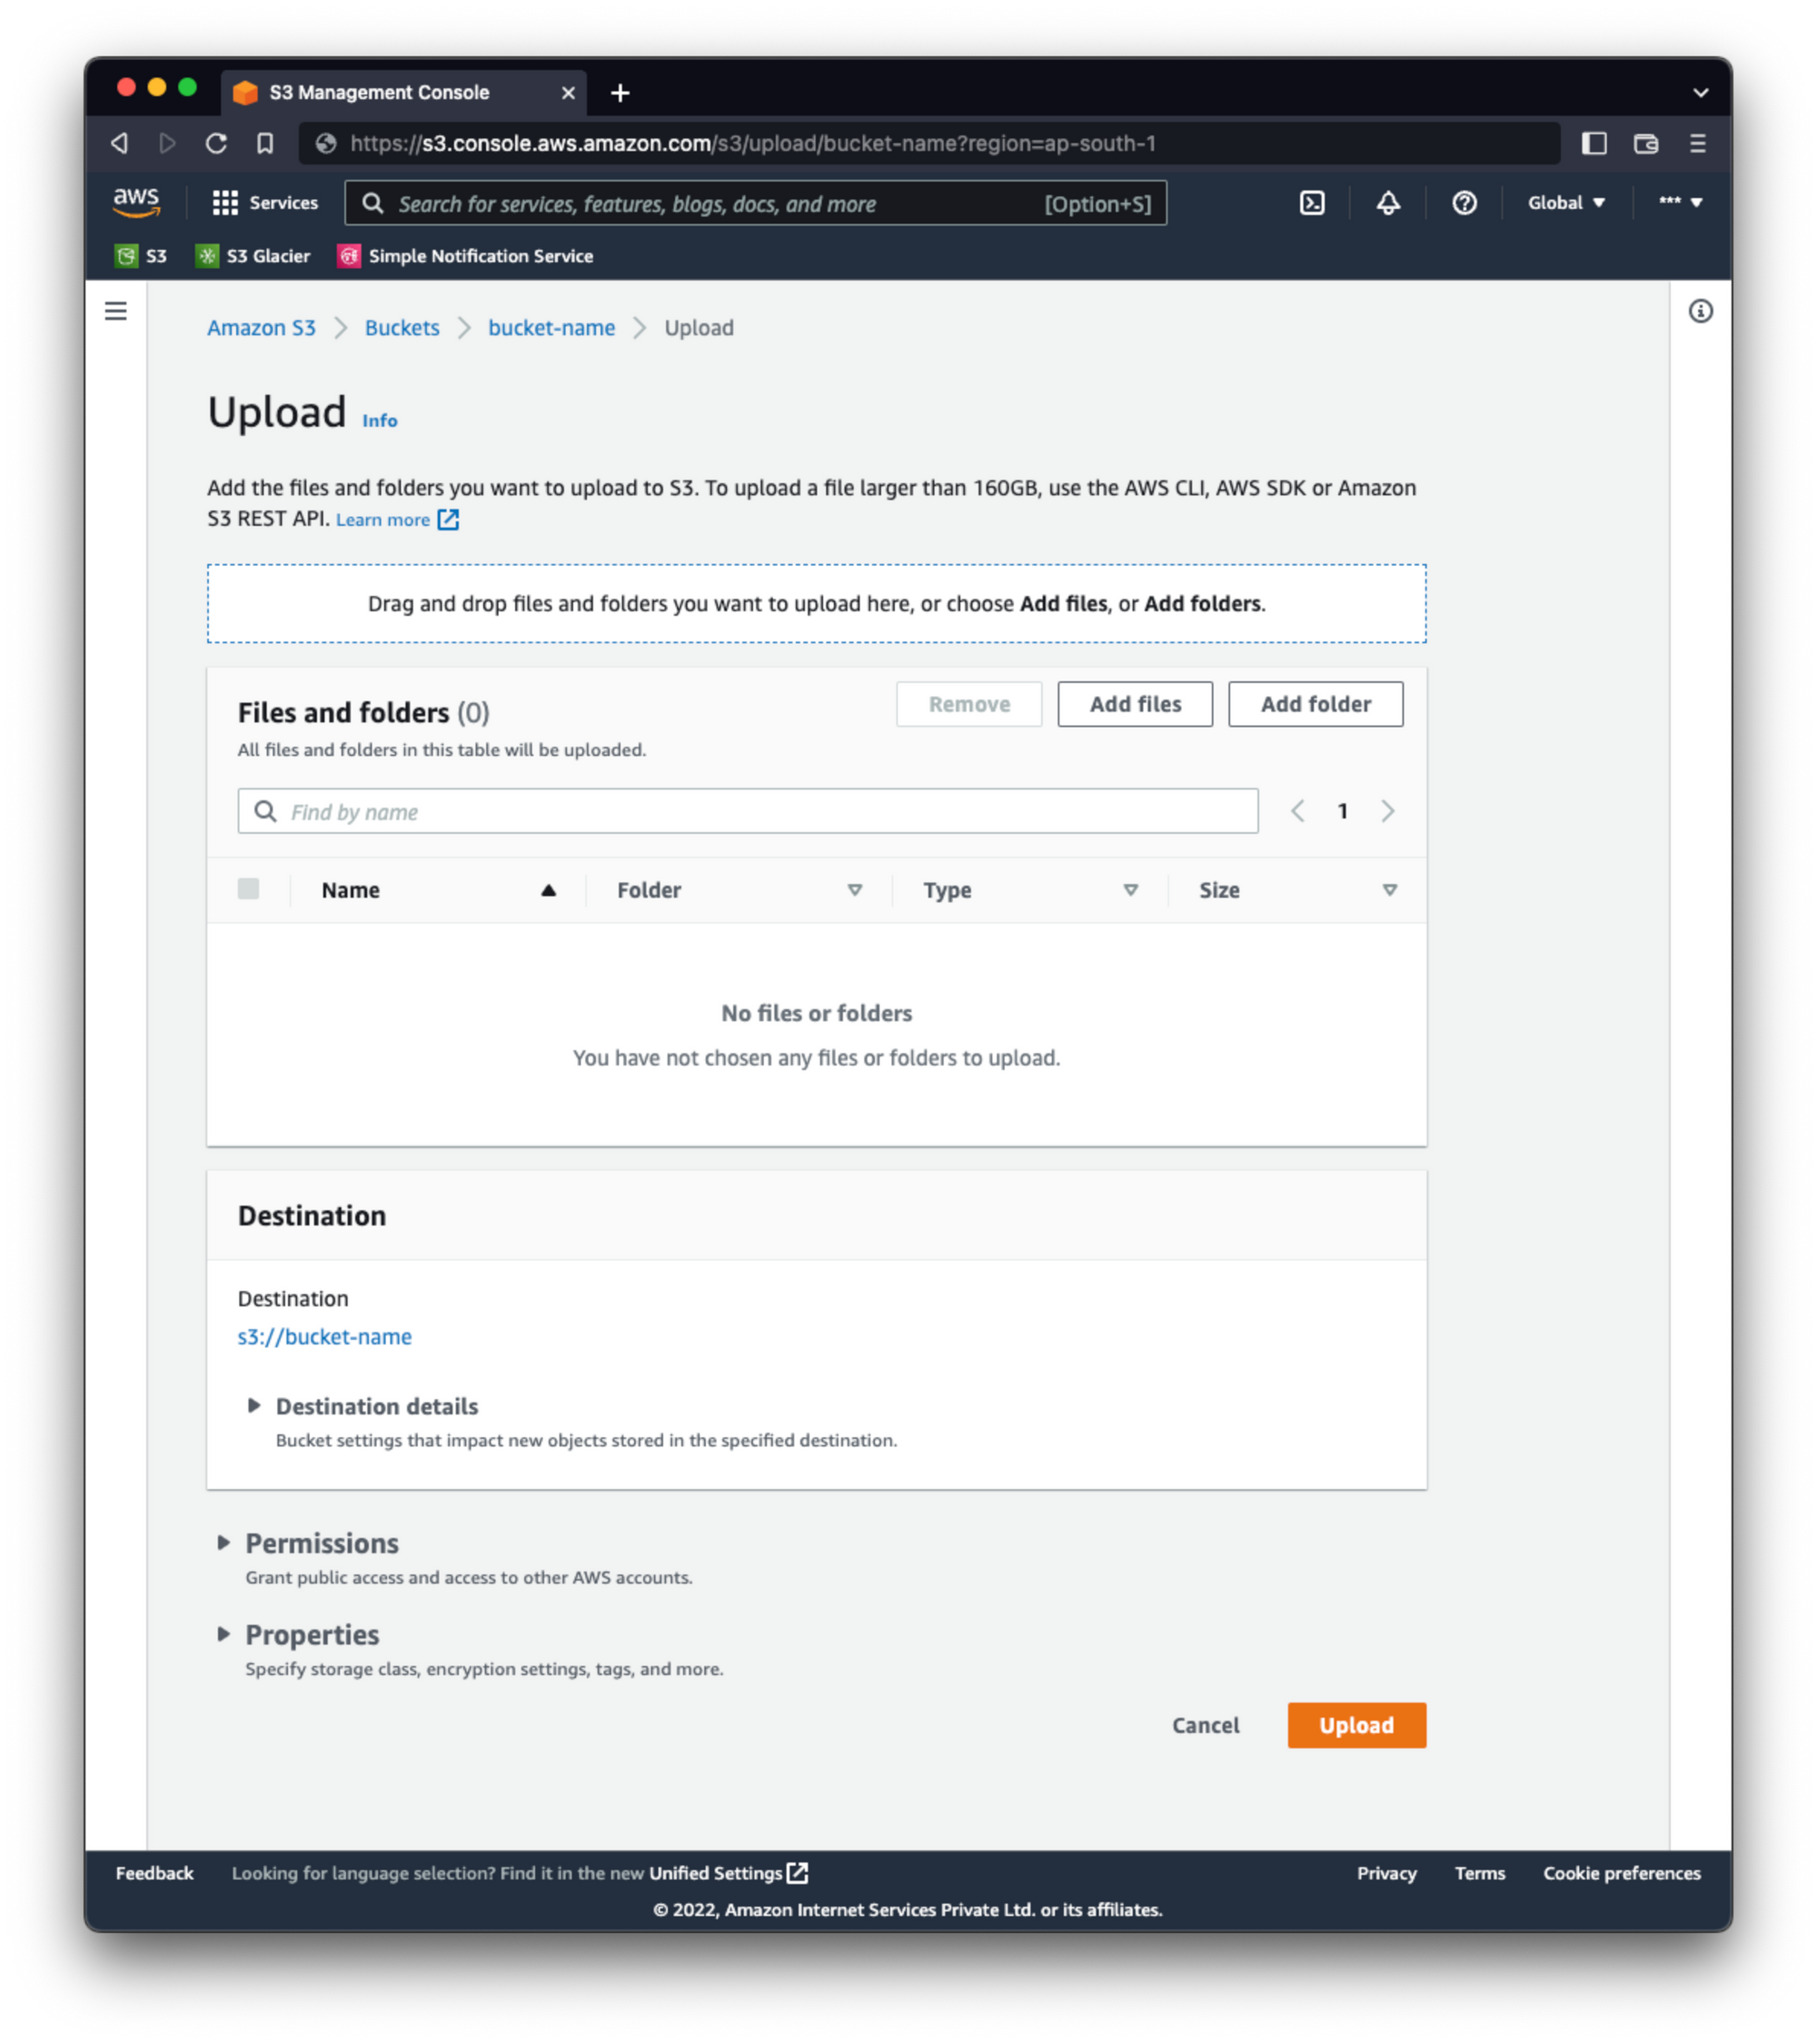 S3 Management Console
https://s3.console.aws.amazon.com/s3/upload/bucket-name?region=ap-south-1
aws Services Search for services, features, blogs, docs, and more [Option+S] Global ***
S3 S3 Glacier Simple Notification Service
Amazon S3 Buckets bucket-name Upload
Upload Info
Add the files and folders you want to upload to S3. To upload a file larger than 160GB, use the AWS CLI, AWS SDK or Amazon
S3 REST API. Learn more
Drag and drop files and folders you want to upload here, or choose Add files, or Add folders.
Files and folders (0) Remove Add files Add folder
All files and folders in this table will be uploaded.
Find by name 1
Name Folder Type Size
No files or folders
You have not chosen any files or folders to upload.
Destination
Destination
s3://bucket-name
Destination details
Bucket settings that impact new objects stored in the specified destination.
Permissions
Grant public access and access to other AWS accounts.
Properties
Specify storage class, encryption settings, tags, and more.
Cancel Upload
Feedback Looking for language selection? Find it in the new Unified Settings Privacy Terms Cookie preferences
© 2022, Amazon Internet Services Private Ltd. or its affiliates.